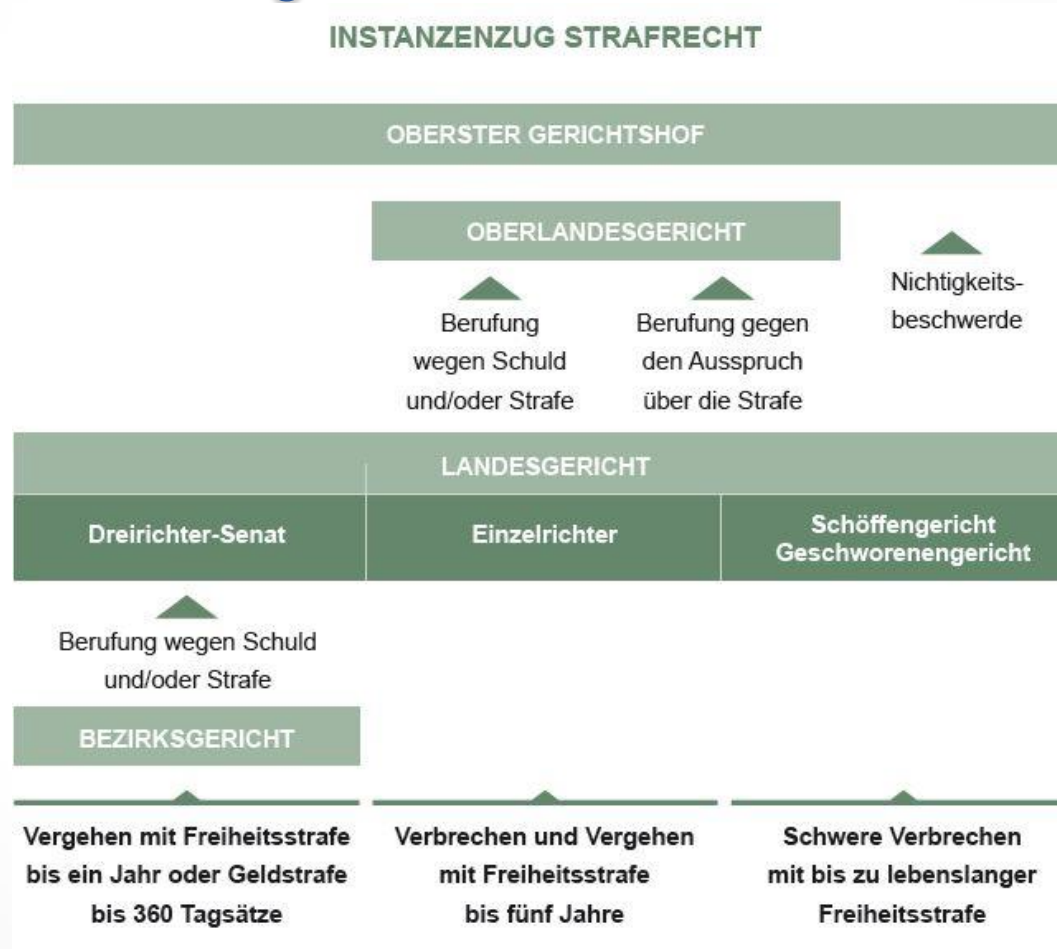 INSTANZENZUG STRAFRECHT
OBERSTER GERICHTSHOF
OBERLANDESGERICHT
Berufung
wegen Schuld
und/oder Strafe
Berufung gegen
den Ausspruch
über die Strafe
Nichtigkeits-
beschwerde
LANDESGERICHT
Dreirichter-Senat
Einzelrichter
Schöffengericht
Geschworenengericht
Berufung wegen Schuld
und/oder Strafe
BEZIRKSGERICHT
Vergehen mit Freiheitsstrafe
bis ein Jahr oder Geldstrafe
bis 360 Tagsätze
Verbrechen und Vergehen
mit Freiheitsstrafe
bis fünf Jahre
Schwere Verbrechen
mit bis zu lebenslanger
Freiheitsstrafe